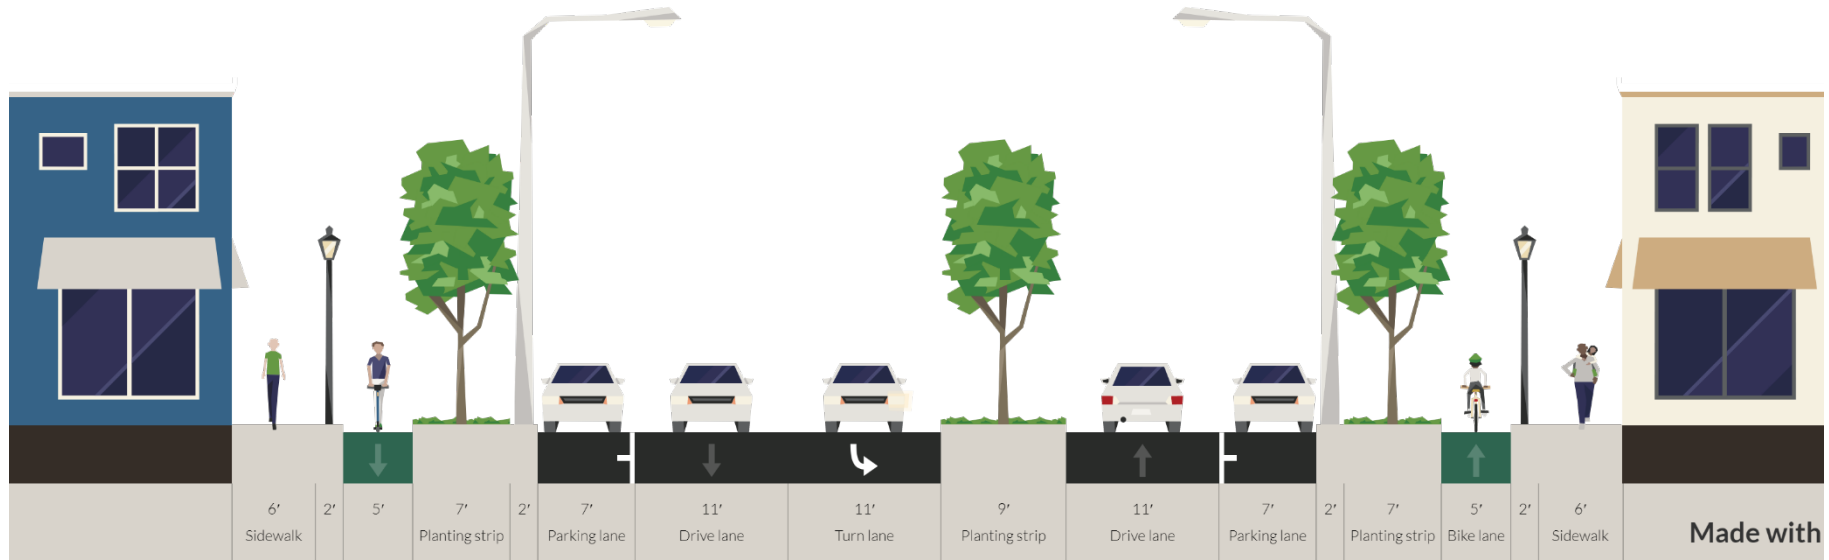 6′ 2′ 5′ 7′ 2′ 7′ 11′ 11′ 9′ 11′ 7′ 2′ 7′ 5′ 2′ 6′
Sidewalk Planting strip Parking lane Drive lane Turn lane Planting strip Drive lane Parking lane Planting strip Bike lane Sidewalk
Made with